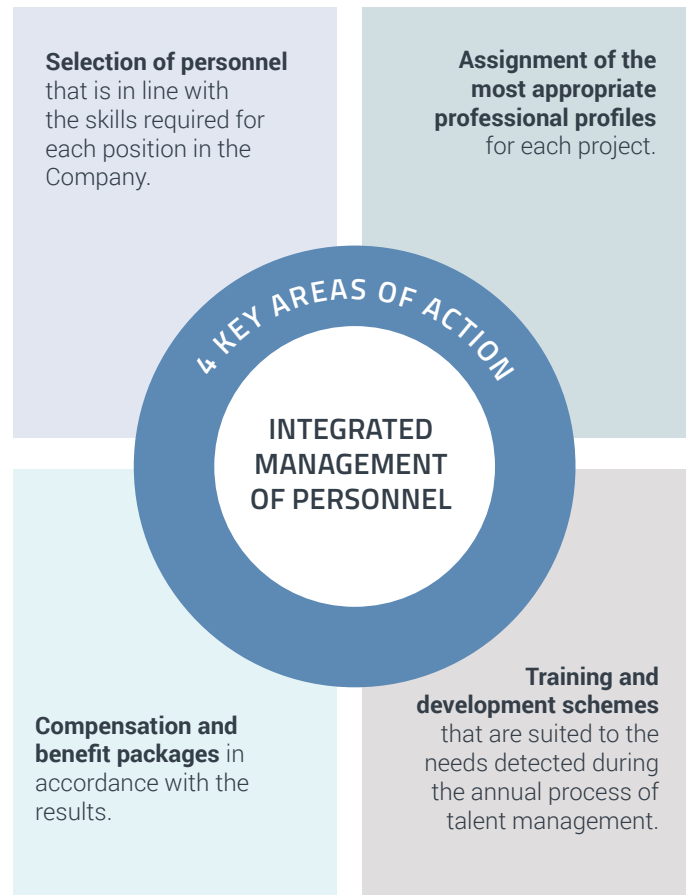 Selection of personnel
that is in line with
the skills required for
each position in the
Company.
Assignment of the
most appropriate
professional profiles
for each project.
4 KEY AREAS OF ACTION
INTEGRATED
MANAGEMENT
OF PERSONNEL
Compensation and
benefit packages in
accordance with the
results.
Training and
development schemes
that are suited to the
needs detected during
the annual process of
talent management.